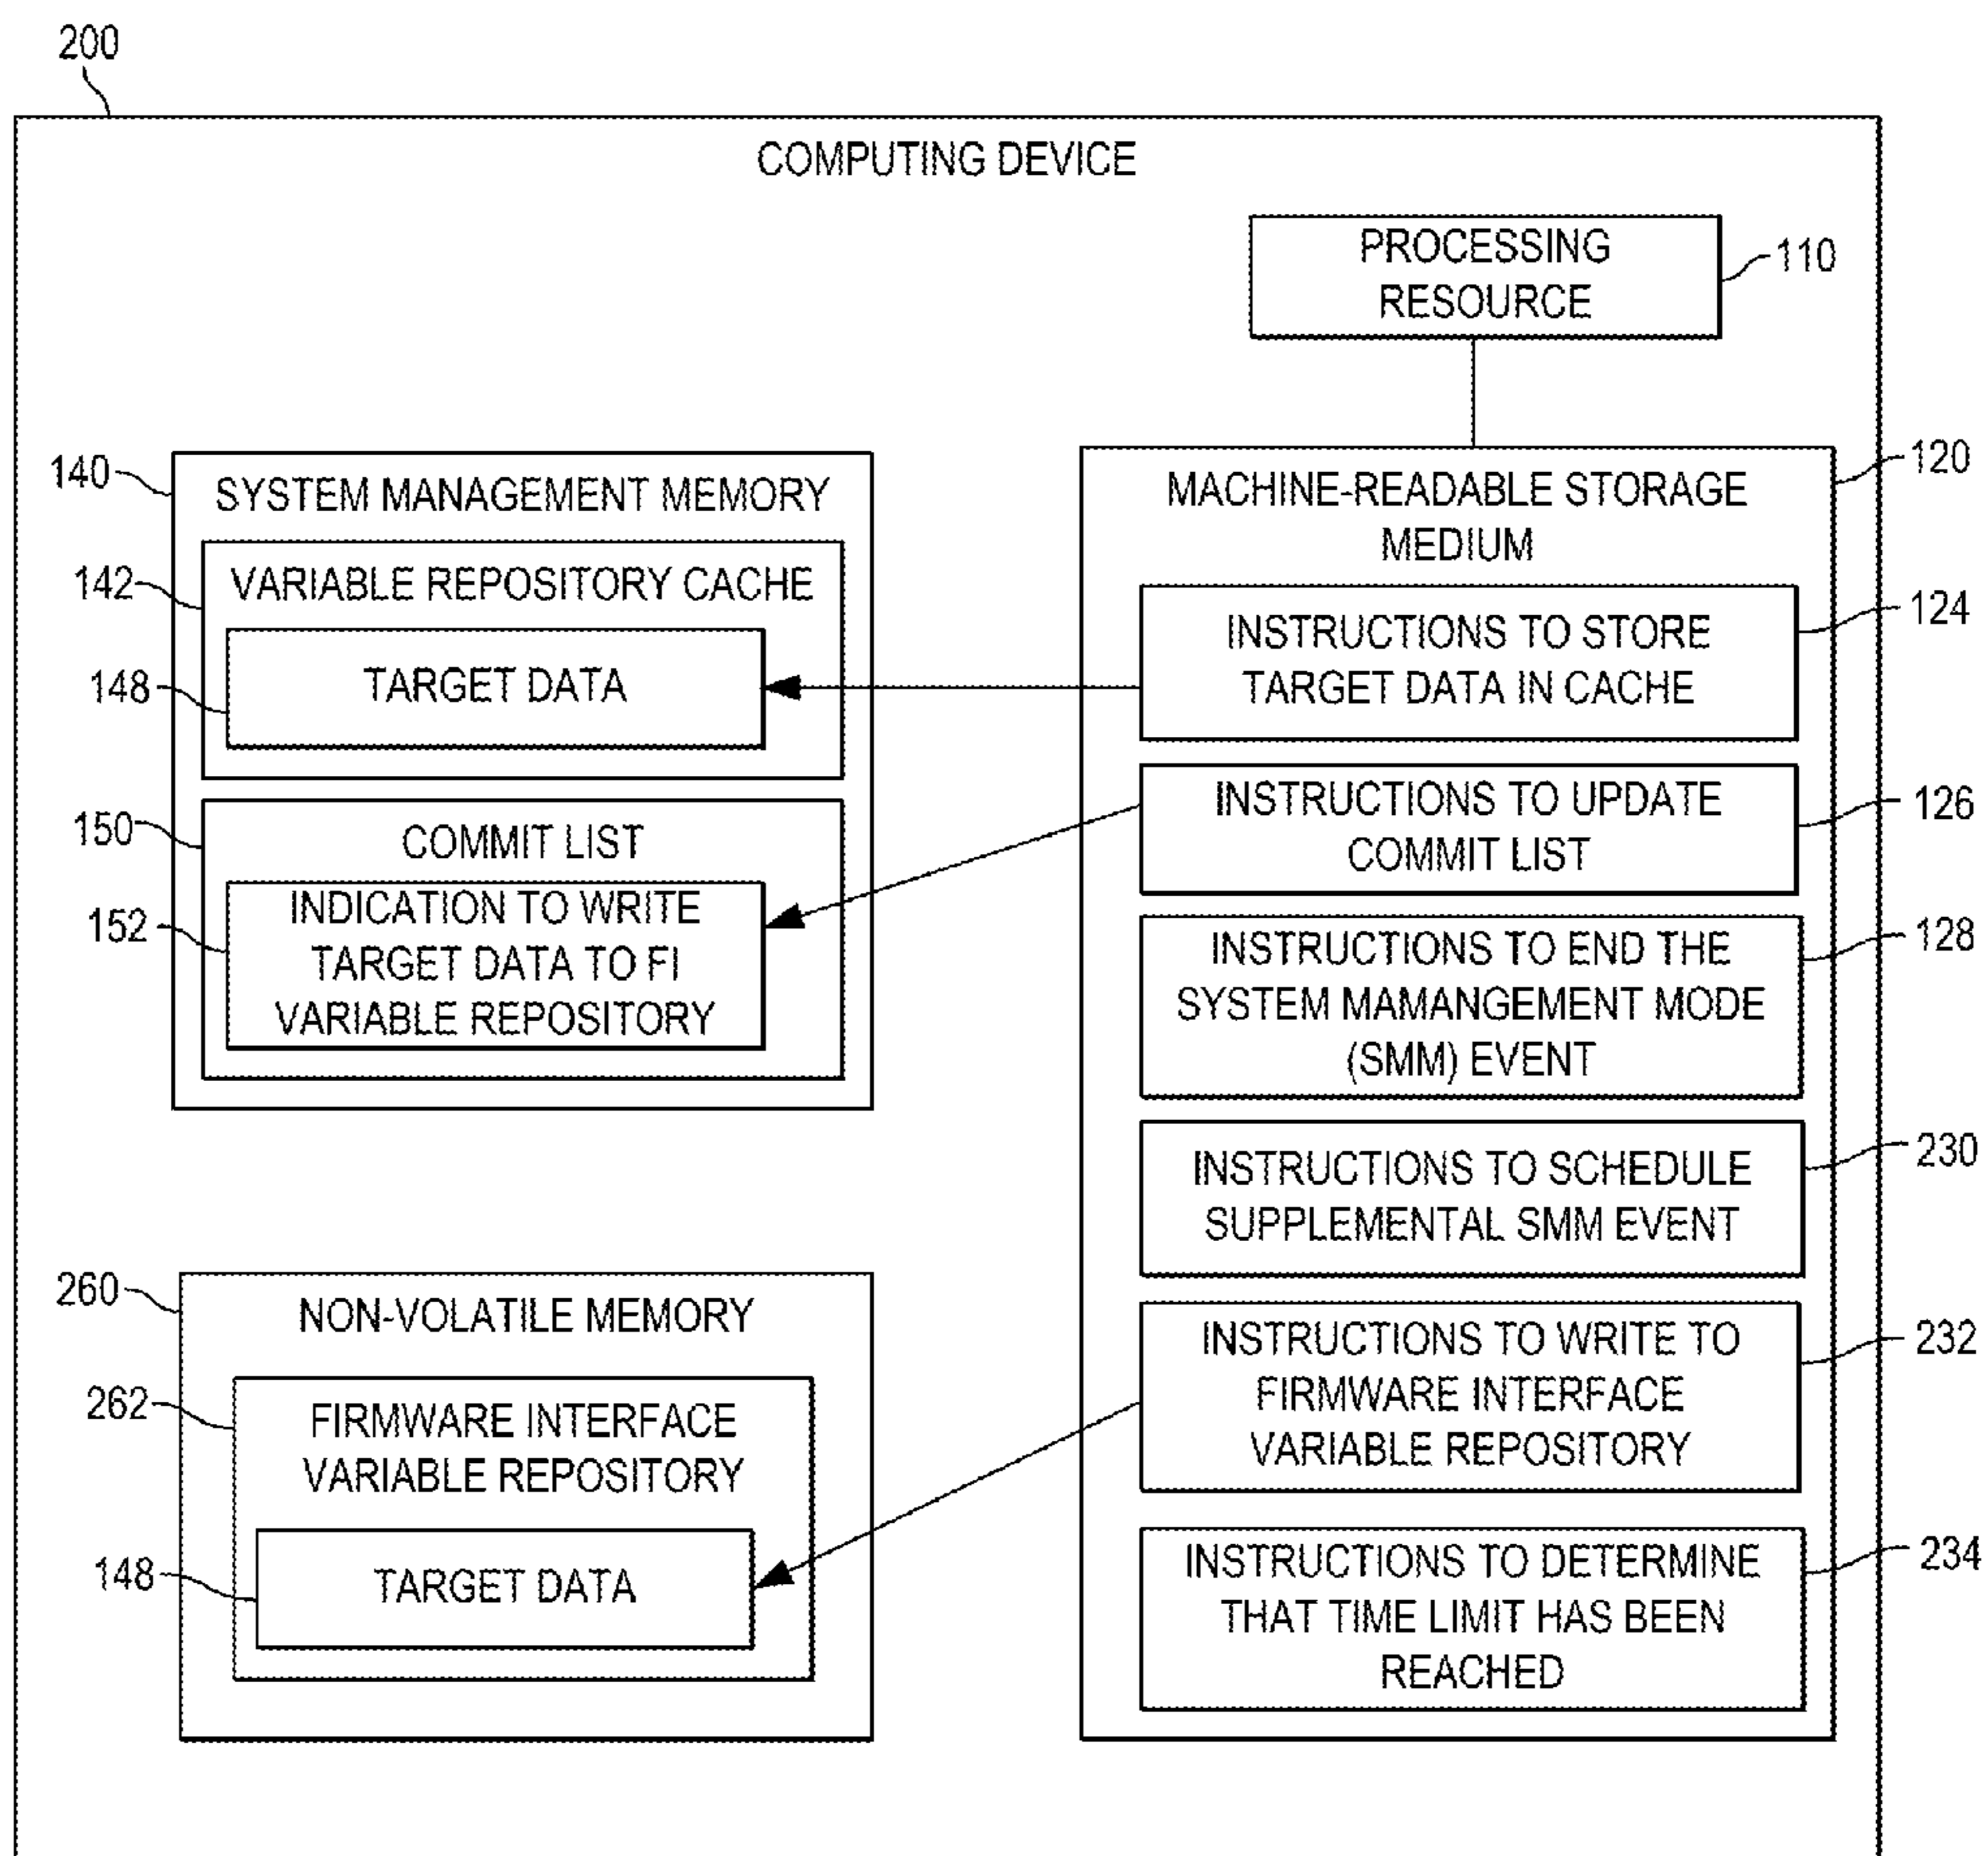 200
COMPUTING DEVICE
PROCESSING
RESOURCE
110
140
SYSTEM MANAGEMENT MEMORY
142
VARIABLE REPOSITORY CACHE
148
TARGET DATA
150
COMMIT LIST
152
INDICATION TO WRITE
TARGET DATA TO FI
VARIABLE REPOSITORY
120
MACHINE-READABLE STORAGE
MEDIUM
INSTRUCTIONS TO STORE
TARGET DATA IN CACHE
124
INSTRUCTIONS TO UPDATE
COMMIT LIST
126
INSTRUCTIONS TO END THE
SYSTEM MAMANGEMENT MODE
(SMM) EVENT
128
INSTRUCTIONS TO SCHEDULE
SUPPLEMENTAL SMM EVENT
230
260
NON-VOLATILE MEMORY
262
FIRMWARE INTERFACE
VARIABLE REPOSITORY
148
TARGET DATA
INSTRUCTIONS TO WRITE TO
FIRMWARE INTERFACE
VARIABLE REPOSITORY
232
INSTRUCTIONS TO DETERMINE
THAT TIME LIMIT HAS BEEN
REACHED
234